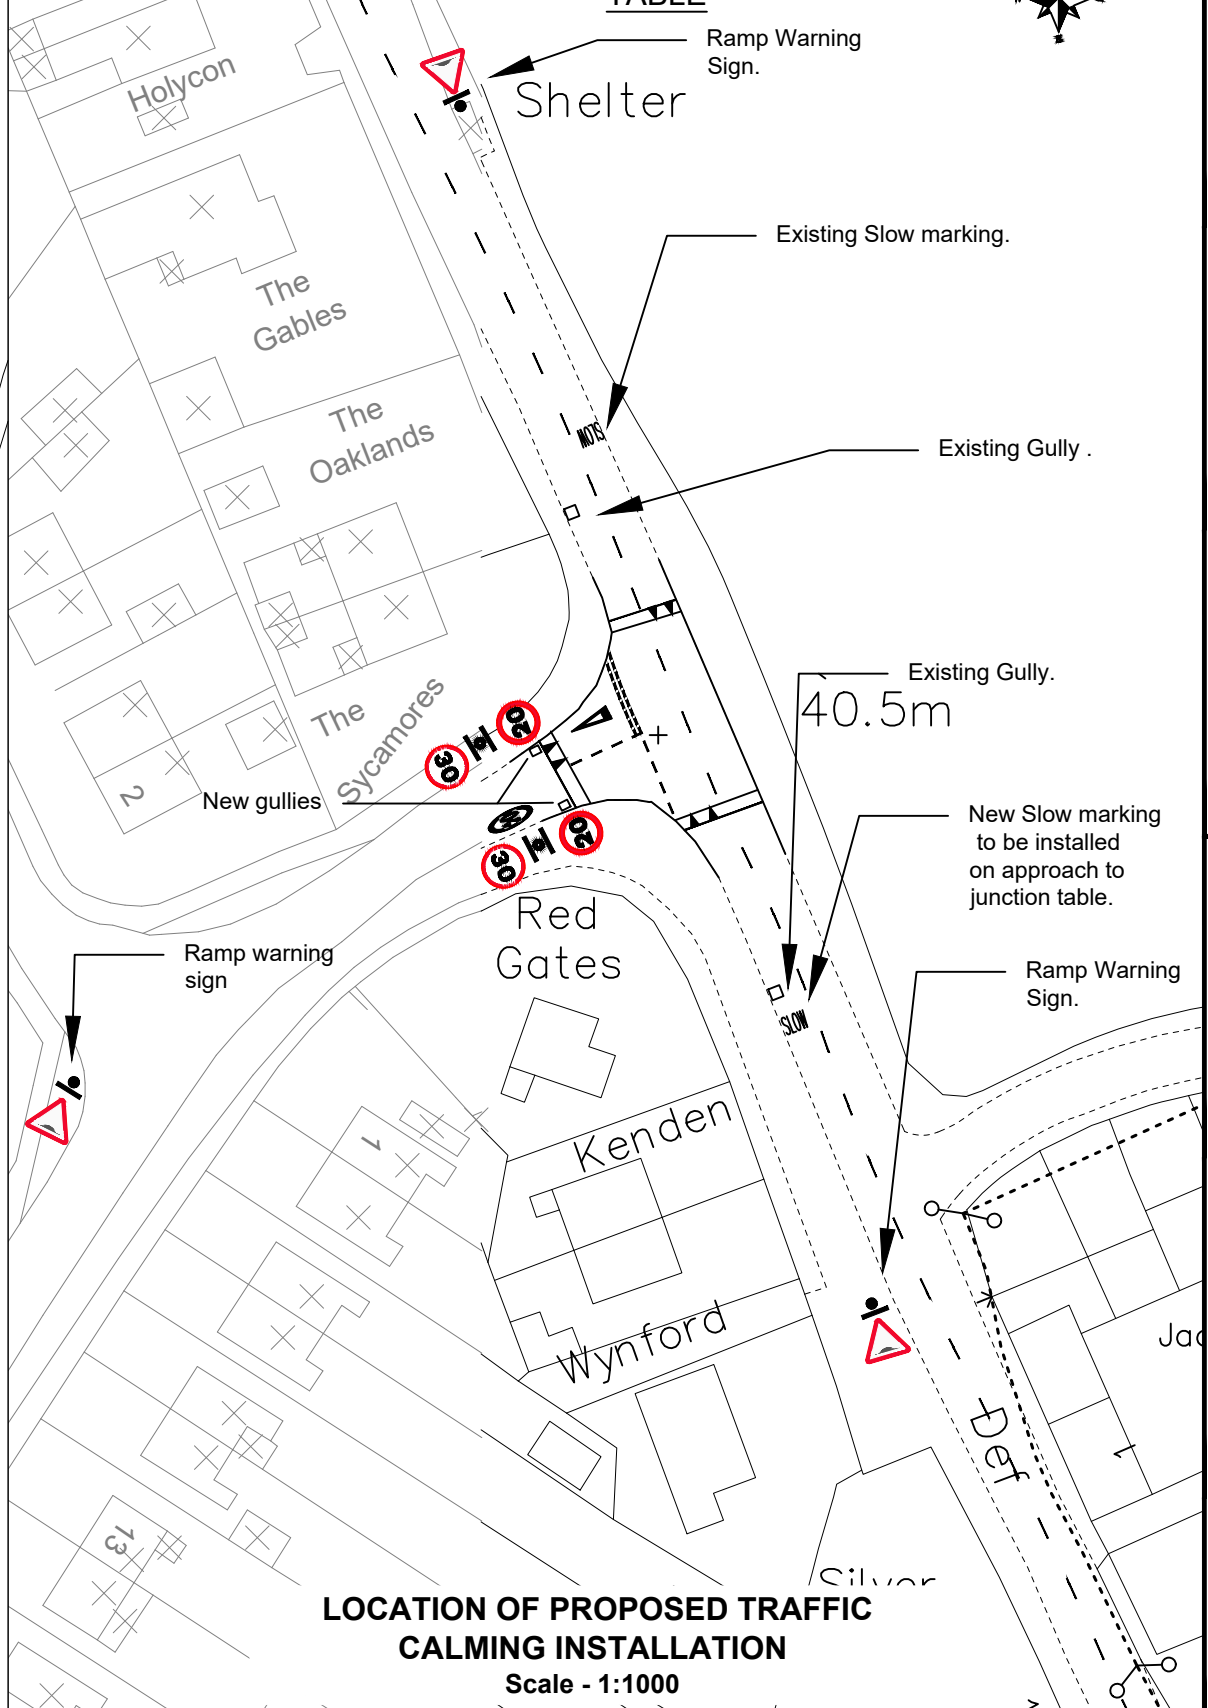 TABLE
Ramp Warning
Sign.
Holycon
Shelter
Existing Slow marking.
The
Gables
The
Oaklands
SLOW
Existing Gully .
Existing Gully.
40.5m
The
Sycamores
2
20
30
New gullies
20
30
New Slow marking
to be installed
on approach to
junction table.
Red
Gates
Ramp warning
sign
Ramp Warning
Sign.
SLOW
Kenden
1
Wynford
Def
1
13
LOCATION OF PROPOSED TRAFFIC
CALMING INSTALLATION
Scale - 1:1000